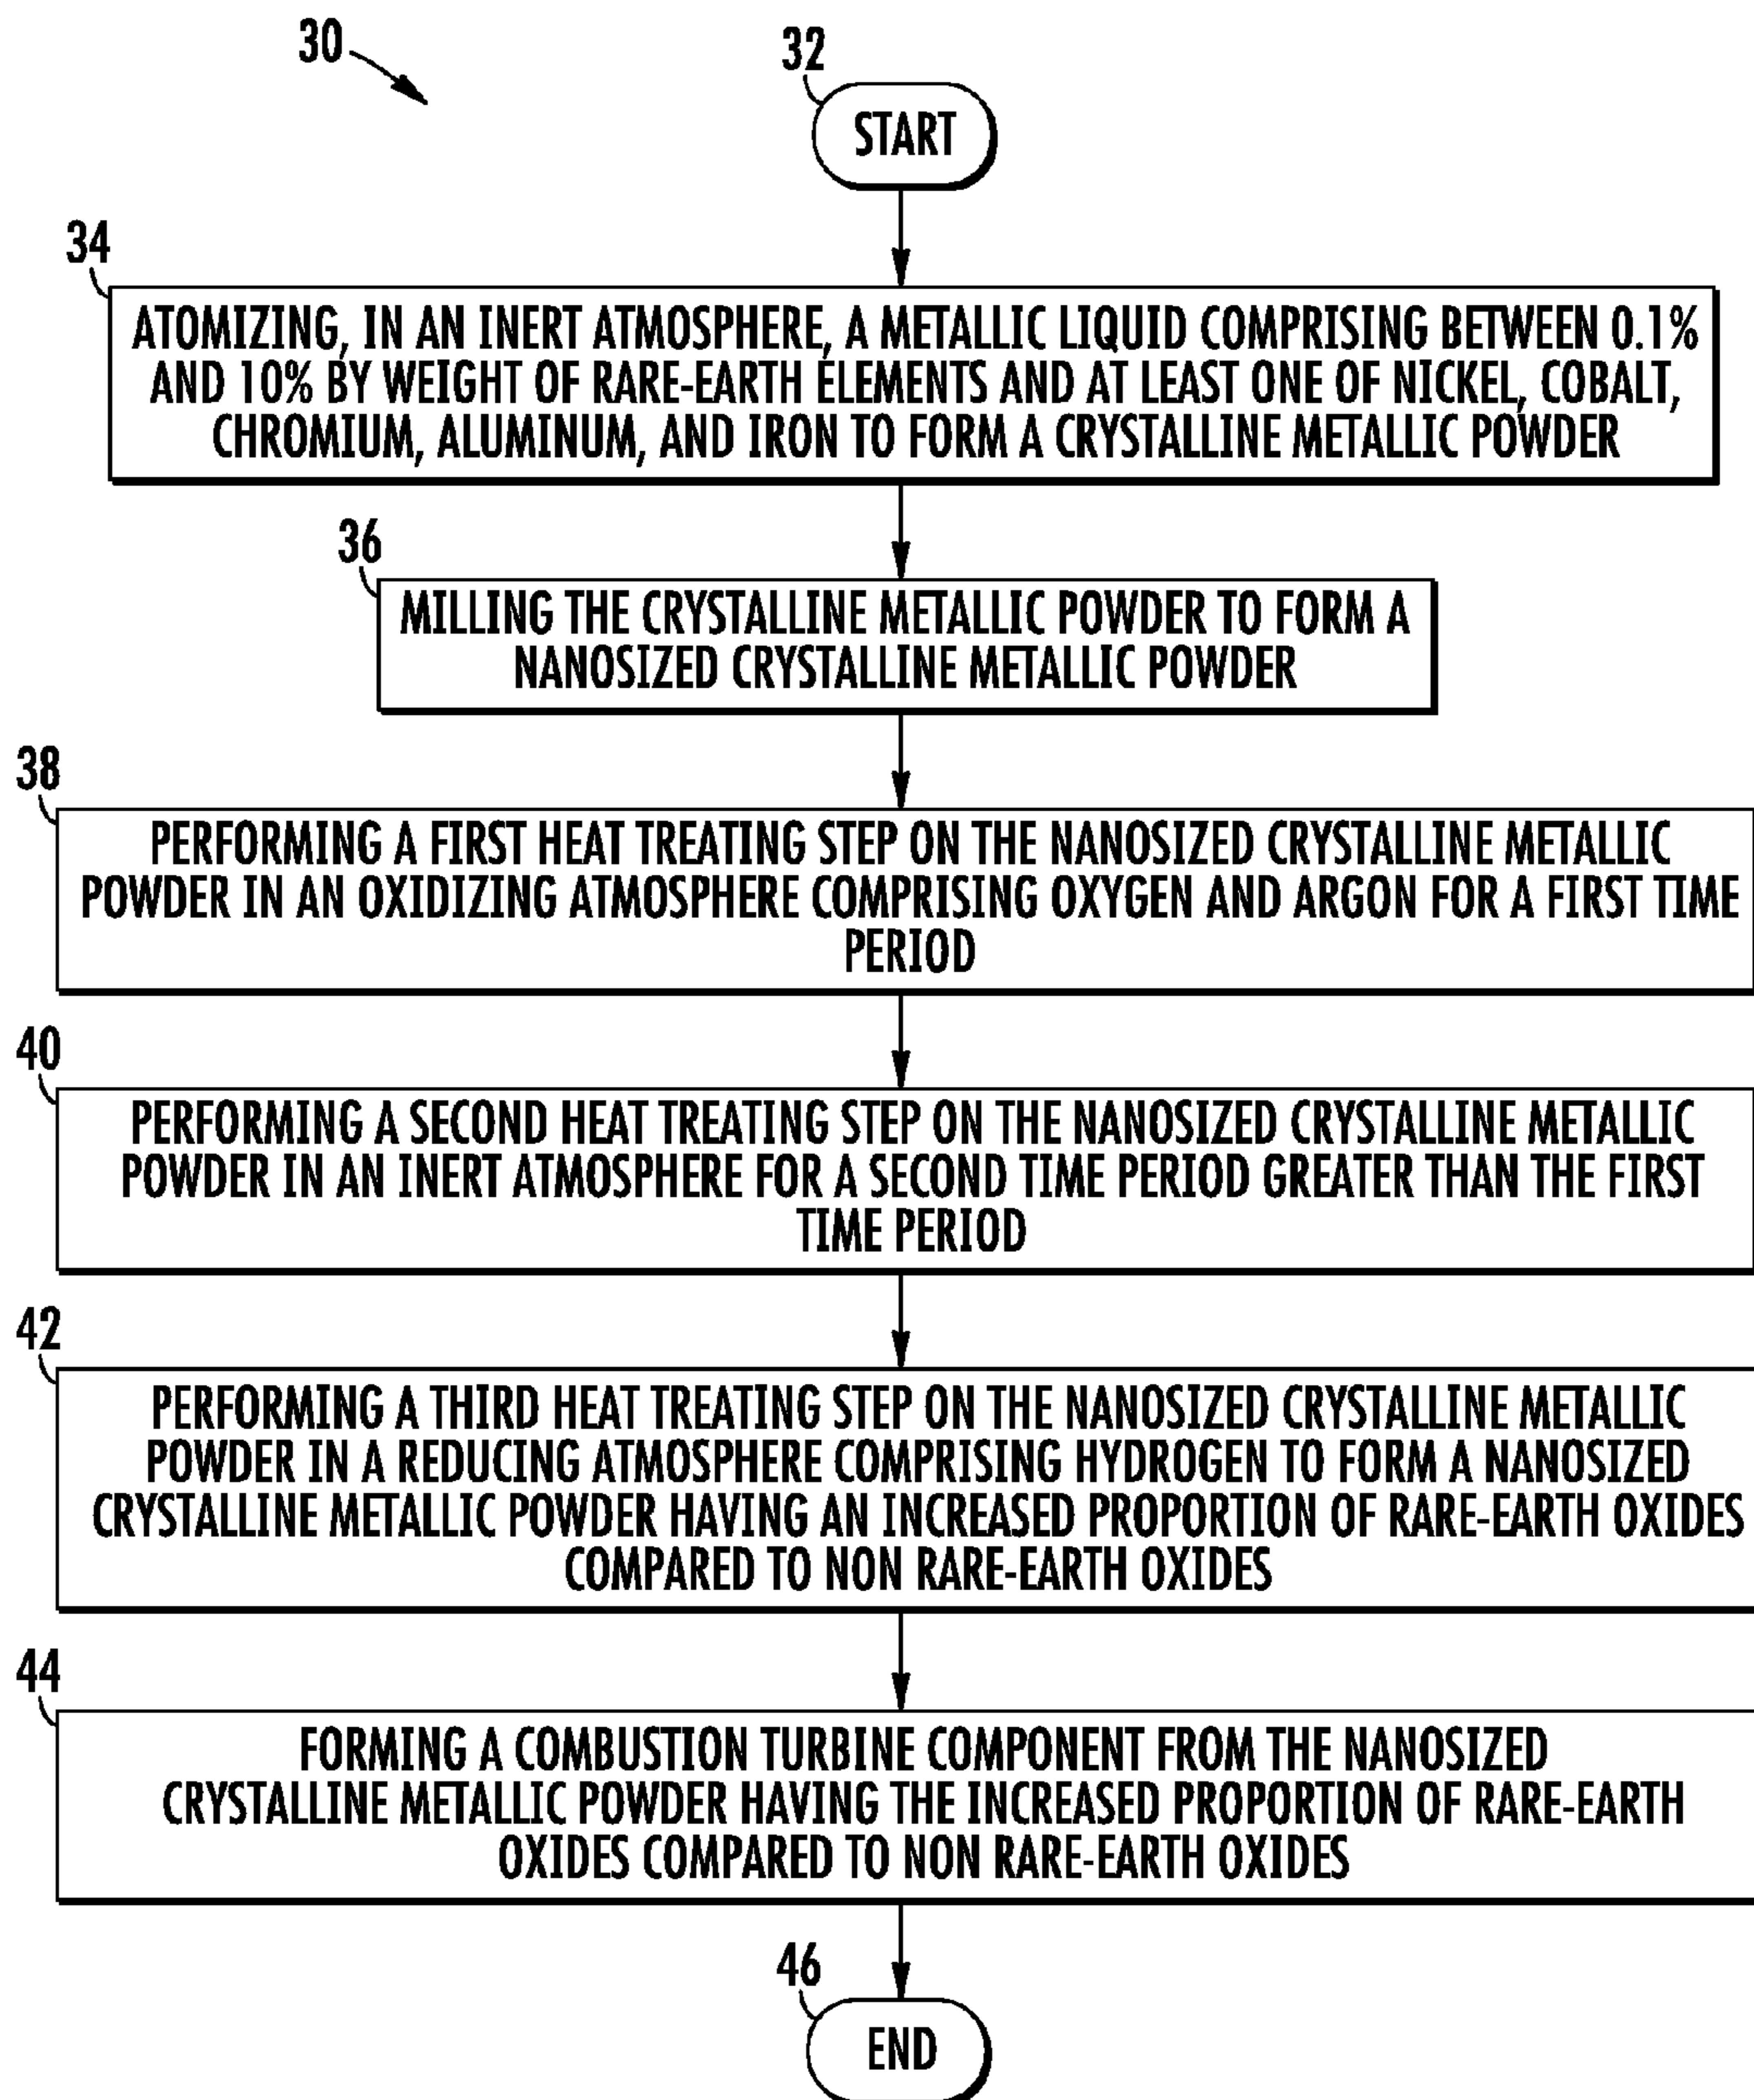 30
32
START
34
ATOMIZING, IN AN INERT ATMOSPHERE, A METALLIC LIQUID COMPRISING BETWEEN 0.1%
AND 10% BY WEIGHT OF RARE-EARTH ELEMENTS AND AT LEAST ONE OF NICKEL, COBALT,
CHROMIUM, ALUMINUM, AND IRON TO FORM A CRYSTALLINE METALLIC POWDER
36
MILLING THE CRYSTALLINE METALLIC POWDER TO FORM A
NANOSIZED CRYSTALLINE METALLIC POWDER
38
PERFORMING A FIRST HEAT TREATING STEP ON THE NANOSIZED CRYSTALLINE METALLIC
POWDER IN AN OXIDIZING ATMOSPHERE COMPRISING OXYGEN AND ARGON FOR A FIRST TIME
PERIOD
40
PERFORMING A SECOND HEAT TREATING STEP ON THE NANOSIZED CRYSTALLINE METALLIC
POWDER IN AN INERT ATMOSPHERE FOR A SECOND TIME PERIOD GREATER THAN THE FIRST
TIME PERIOD
42
PERFORMING A THIRD HEAT TREATING STEP ON THE NANOSIZED CRYSTALLINE METALLIC
POWDER IN A REDUCING ATMOSPHERE COMPRISING HYDROGEN TO FORM A NANOSIZED
CRYSTALLINE METALLIC POWDER HAVING AN INCREASED PROPORTION OF RARE-EARTH OXIDES
COMPARED TO NON RARE-EARTH OXIDES
44
FORMING A COMBUSTION TURBINE COMPONENT FROM THE NANOSIZED
CRYSTALLINE METALLIC POWDER HAVING THE INCREASED PROPORTION OF RARE-EARTH
OXIDES COMPARED TO NON RARE-EARTH OXIDES
46
END